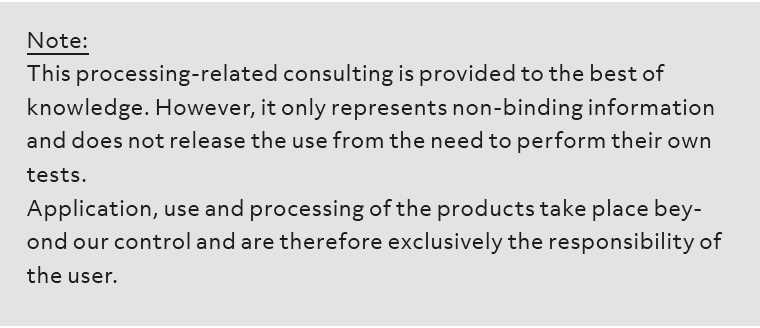 Note:
This processing-related consulting is provided to the best of
knowledge. However, it only represents non-binding information
and does not release the use from the need to perform their own
tests.
Application, use and processing of the products take place bey-
ond our control and are therefore exclusively the responsibility of
the user.